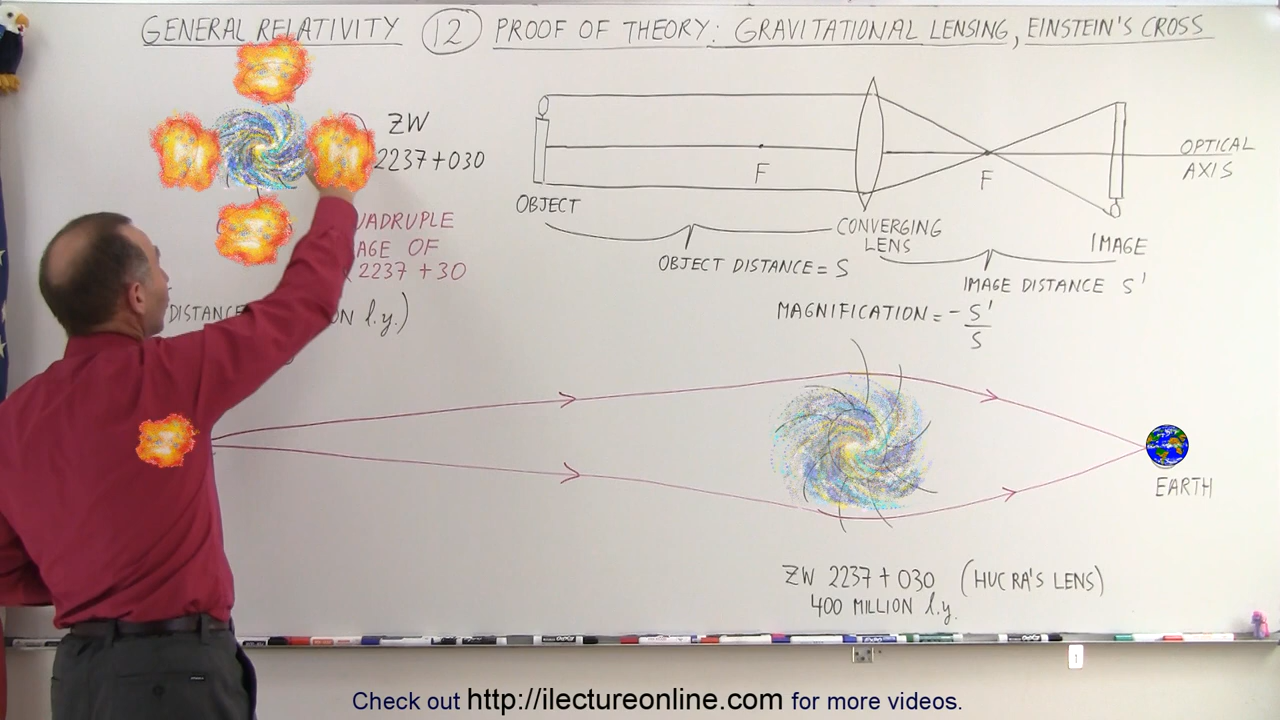 GENERAL RELATIVITY (12) PROOF OF THEORY: GRAVITATIONAL LENSING, EINSTEIN'S CROSS
ZW
2237+030
UADRUPLE
AGE OF
2237 +30
DISTANCE
ON l.y.)
F
F
OBJECT
OPTICAL
AXIS
CONVERGING
LENS
IMAGE
OBJECT DISTANCE = S
IMAGE DISTANCE S'
MAGNIFICATION = - S'
S
EARTH
ZW 2237 + 030 (HUCRA'S LENS)
400 MILLION l.y.
1
Check out http://ilectureonline.com for more videos.